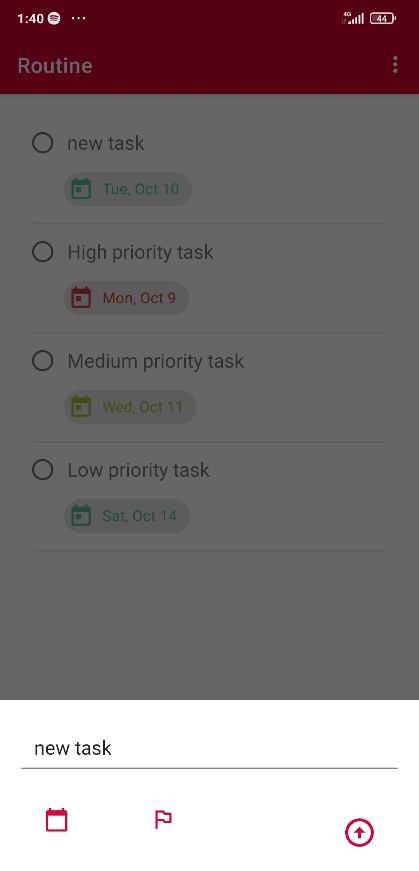 1:40
4G
44
Routine
new task
Tue, Oct 10
High priority task
Mon, Oct 9
Medium priority task
Wed, Oct 11
Low priority task
Sat, Oct 14
new task